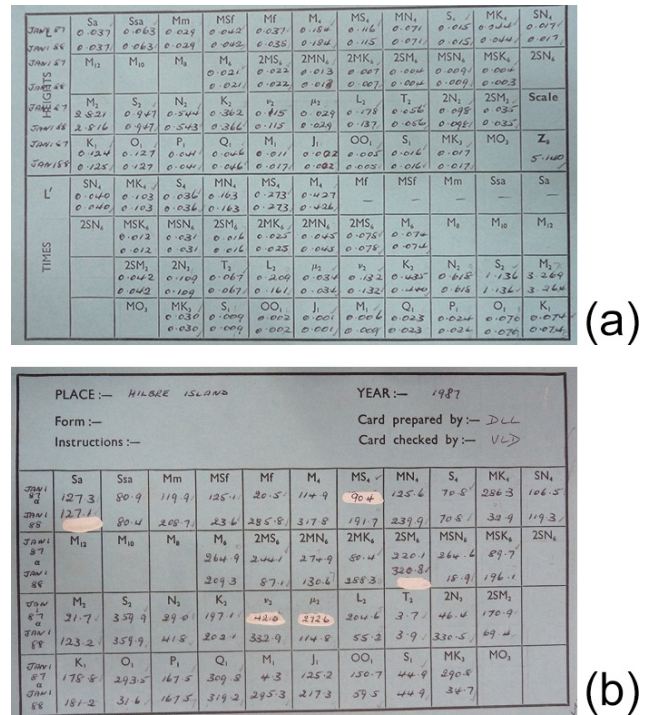 Sa Ssa Mm MSf Mf M₄ MS₄ MN₄ S₄ MK₄ SN₄
JAN 1 87 0.037 0.063 0.029 0.042 0.037 0.184 0.116 0.071 0.015 0.017
JAN 1 88 0.037 0.063 0.029 0.042 0.035 0.184 0.115 0.071 0.015 0.044 0.017
HEIGHTS
JAN 1 87 M₁₂ M₁₀ M₈ M₆ 2MS₆ 2MN₆ 2MK₆ 2SM₆ MSN₆ MSK₆ 2SN₆
0.021 0.022 0.013 0.007 0.004 0.009 0.004
88 0.021 0.022 0.007 0.004 0.009 0.003
M₂ S₂ N₂ K₂ ν₂ μ₂ L₂ T₂ 2N₂ 2SM₂ Scale
JAN 1 87 2.821 0.947 0.544 0.362 0.115 0.029 0.178 0.056 0.098 0.035
JAN 1 88 2.816 0.947 0.543 0.366 0.115 0.029 0.137 0.056 0.098 0.035
K₁ O₁ P₁ Q₁ M₁ J₁ OO₁ S₁ MK₃ MO₃ Z₀
JAN 1 87 0.124 0.127 0.041 0.046 0.011 0.002 0.005 0.016 0.017
JAN 1 88 0.125 0.127 0.041 0.046 0.017 0.002 0.005 0.016 0.017 5.140
L' SN₄ MK₄ S₄ MN₄ MS₄ M₄ Mf MSf Mm Ssa Sa
0.040 0.103 0.036 0.163 0.273 0.427 — — — — —
0.040 0.103 0.036 0.163 0.273 0.426
TIMES
2SN₆ MSK₆ MSN₆ 2SM₆ 2MK₆ 2MN₆ 2MS₆ M₆ M₈ M₁₀ M₁₂
0.012 0.031 0.016 0.025 0.045 0.078 0.074
0.012 0.031 0.016 0.025 0.045 0.078 0.074
2SM₂ 2N₂ T₂ L₂ μ₂ ν₂ K₂ N₂ S₂ M₂
0.042 0.109 0.067 0.209 0.034 0.132 0.435 0.618 1.136 3.269
0.042 0.109 0.067 0.161 0.034 0.132 0.440 0.618 1.136 3.264
MO₃ MK₃ S₁ OO₁ J₁ M₁ Q₁ P₁ O₁ K₁
0.030 0.009 0.002 0.001 0.006 0.023 0.024 0.070 0.074
0.030 0.009 0.002 0.001 0.009 0.023 0.024 0.070 0.074
(a)
PLACE:— HILBRE ISLAND YEAR:— 1987
Form:— Card prepared by:— DLL
Instructions:— Card checked by:— VLD
Sa Ssa Mm MSf Mf M₄ MS₄ MN₄ S₄ MK₄ SN₄
JAN 1 87 α 127.3 80.9 119.9 125.1 20.5 114.9 90.4 125.6 70.8 286.3 106.5
JAN 1 88 127.1 80.4 208.7 23.6 285.8 317.8 191.7 239.9 70.8 32.9 119.3
M₁₂ M₁₀ M₈ M₆ 2MS₆ 2MN₆ 2MK₆ 2SM₆ MSN₆ MSK₆ 2SN₆
JAN 1 87 α 264.9 244.1 274.9 80.4 220.1 264.6 89.7
JAN 1 88 209.3 87.1 130.6 288.3 320.8 18.9 196.1
M₂ S₂ N₂ K₂ ν₂ μ₂ L₂ T₂ 2N₂ 2SM₂
JAN 1 87 α 21.7 359.9 29.0 197.1 42.0 272.6 204.6 3.7 46.4 170.9
88 123.2 359.9 41.8 202.1 332.9 114.8 55.2 3.9 330.5 69.4
K₁ O₁ P₁ Q₁ M₁ J₁ OO₁ S₁ MK₃ MO₃
JAN 1 87 α 178.8 293.5 167.5 309.8 4.3 125.2 150.7 44.9 290.8
JAN 1 88 181.2 31.6 167.5 319.2 295.3 217.3 59.5 44.9 34.7
(b)